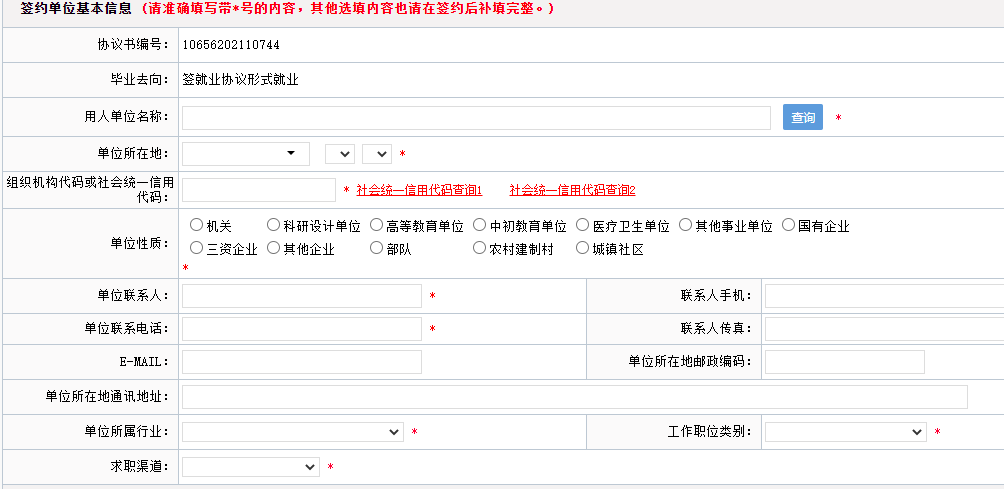 签约单位基本信息 (请准确填写带*号的内容，其他选填内容也请在签约后补填完整。)
协议书编号： 10656202110744
毕业去向： 签就业协议形式就业
用人单位名称： 查询 *
单位所在地： *
组织机构代码或社会统一信用
代码： * 社会统一信用代码查询1 社会统一信用代码查询2
单位性质： 机关 科研设计单位 高等教育单位 中初教育单位 医疗卫生单位 其他事业单位 国有企业
三资企业 其他企业 部队 农村建制村 城镇社区
*
单位联系人： * 联系人手机：
单位联系电话： * 联系人传真：
E-MAIL： 单位所在地邮政编码：
单位所在地通讯地址：
单位所属行业： * 工作职位类别： *
求职渠道： *